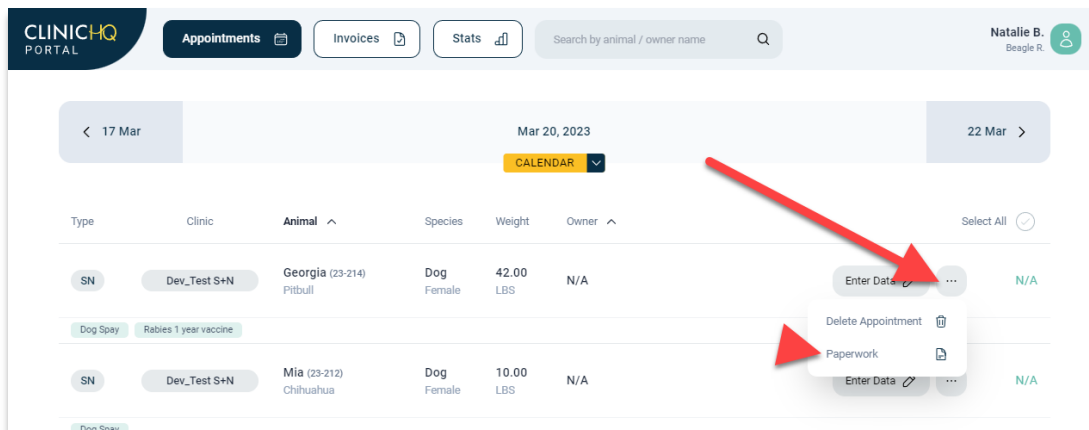 CLINICHQ
PORTAL
Appointments
Invoices
Stats
Search by animal / owner name
Natalie B.
Beagle R.
17 Mar
Mar 20, 2023
22 Mar
CALENDAR
Type Clinic Animal Species Weight Owner Select All
SN Dev_Test S+N Georgia (23-214) Dog 42.00 N/A Enter Data ... N/A
Pitbull Female LBS
Delete Appointment
Dog Spay Rabies 1 year vaccine
Paperwork
SN Dev_Test S+N Mia (23-212) Dog 10.00 N/A Enter Data ... N/A
Chihuahua Female LBS
Dog Spay